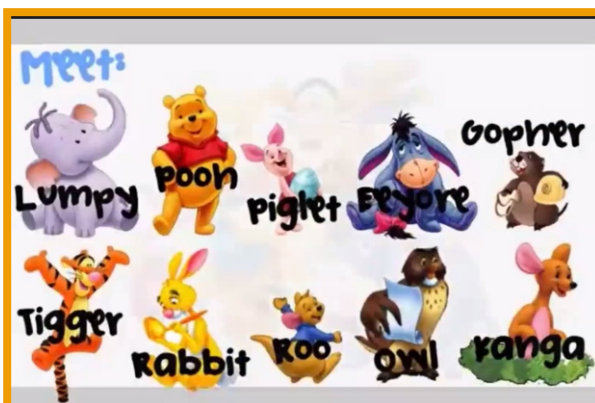 Meet:
Gopher
Lumpy Pooh Piglet Eeyore
Tigger Rabbit Roo Owl Kanga